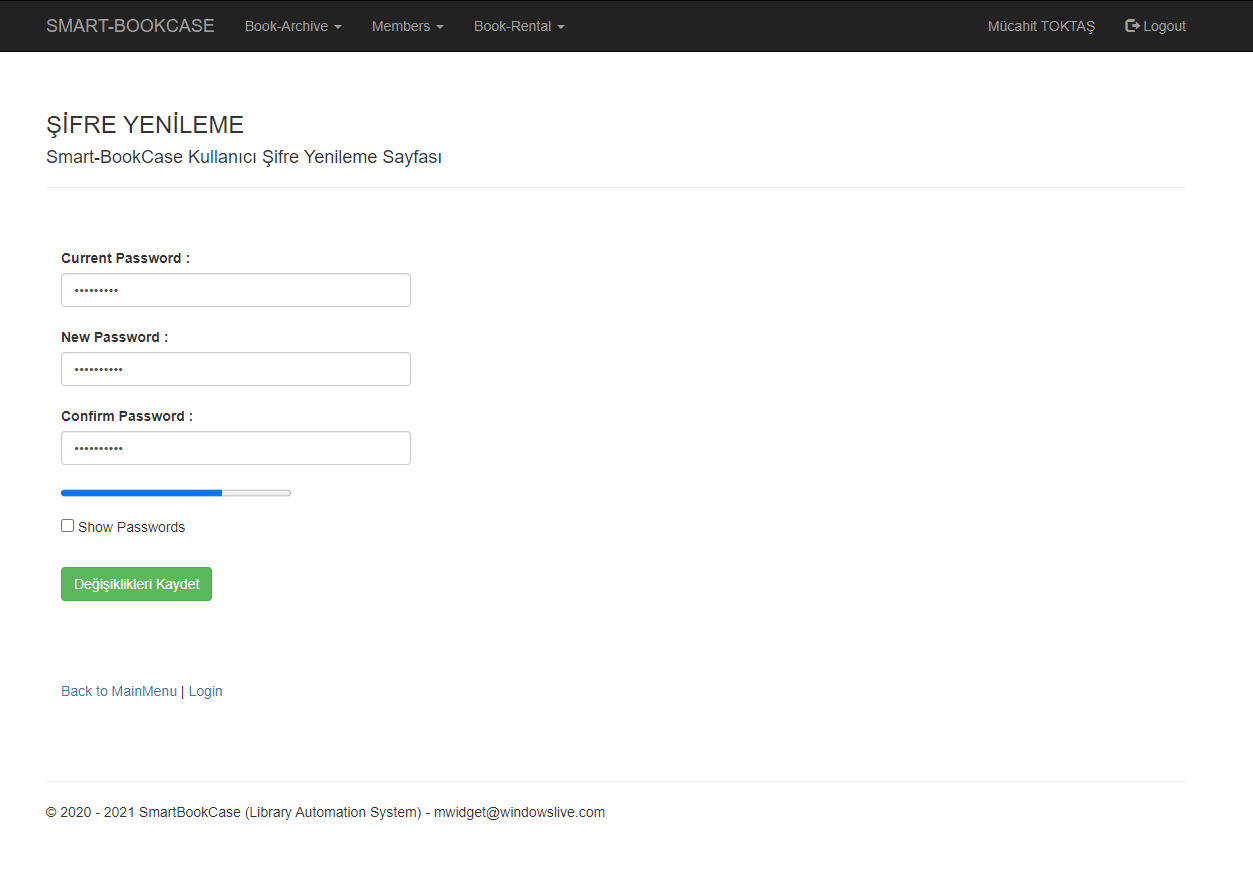 SMART-BOOKCASE Book-Archive Members Book-Rental Mücahit TOKTAŞ Logout
ŞİFRE YENİLEME
Smart-BookCase Kullanıcı Şifre Yenileme Sayfası
Current Password :
•••••••••
New Password :
••••••••••
Confirm Password :
••••••••••
Show Passwords
Değişiklikleri Kaydet
Back to MainMenu | Login
© 2020 - 2021 SmartBookCase (Library Automation System) - mwidget@windowslive.com